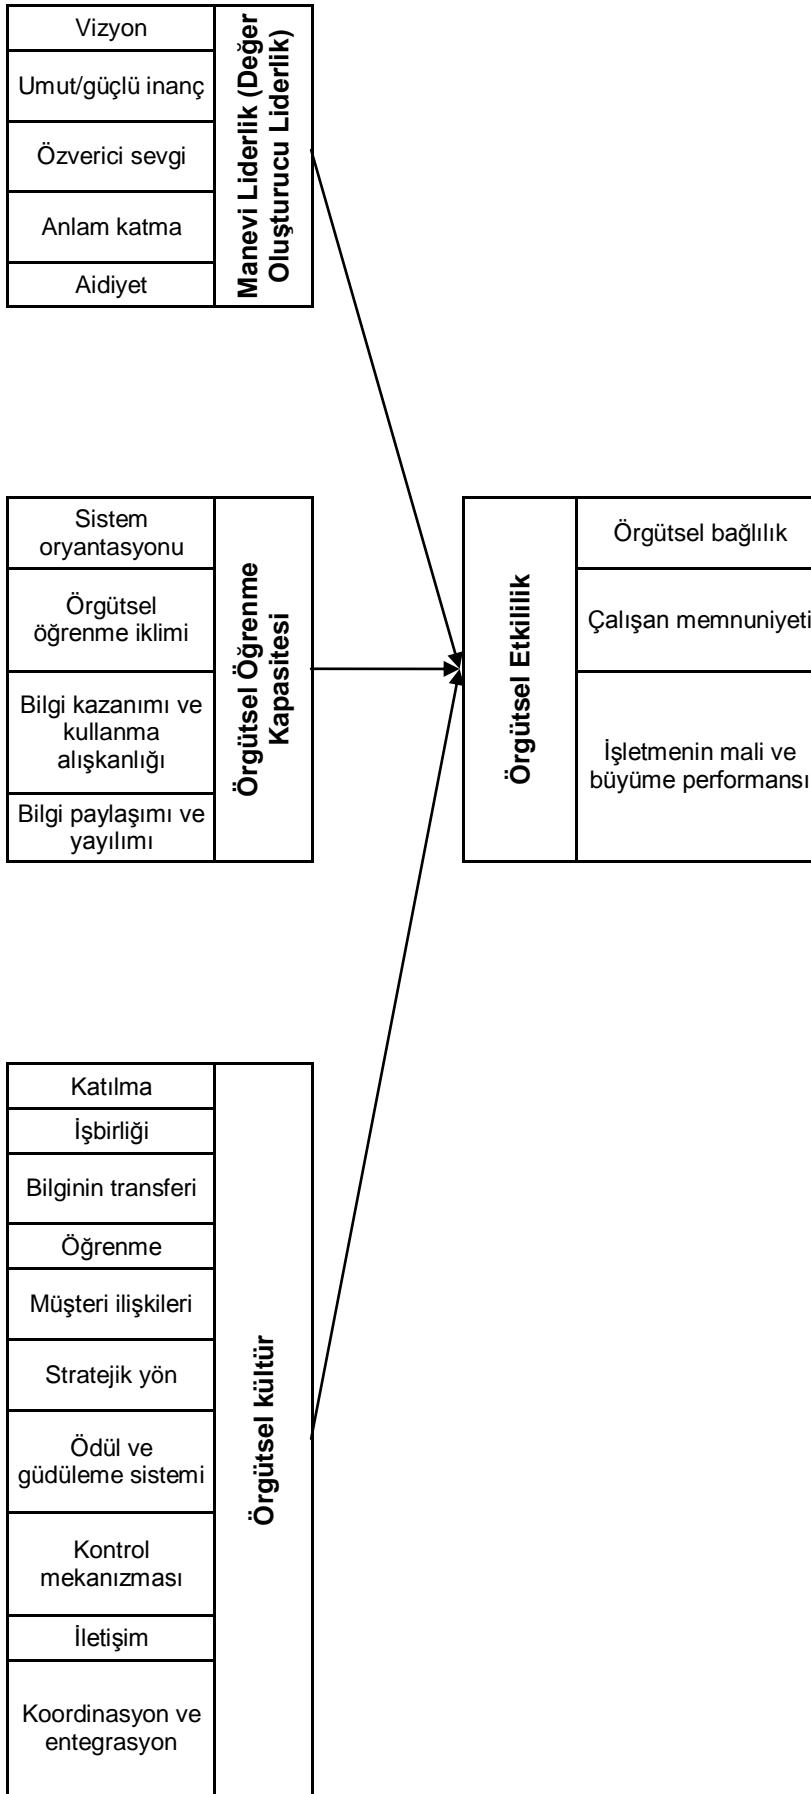 Vizyon
Umut/güçlü inanç
Özverici sevgi
Anlam katma
Aidiyet
Manevi Liderlik (Değer
Oluşturucu Liderlik)
Sistem
oryantasyonu
Örgütsel
öğrenme iklimi
Bilgi kazanımı ve
kullanma
alışkanlığı
Bilgi paylaşımı ve
yayılımı
Örgütsel Öğrenme
Kapasitesi
Örgütsel Etkililik
Örgütsel bağlılık
Çalışan memnuniyeti
İşletmenin mali ve
büyüme performansı
Katılma
İşbirliği
Bilginin transferi
Öğrenme
Müşteri ilişkileri
Stratejik yön
Ödül ve
güdüleme sistemi
Kontrol
mekanızması
İletişim
Koordinasyon ve
entegrasyon
Örgütsel kültür